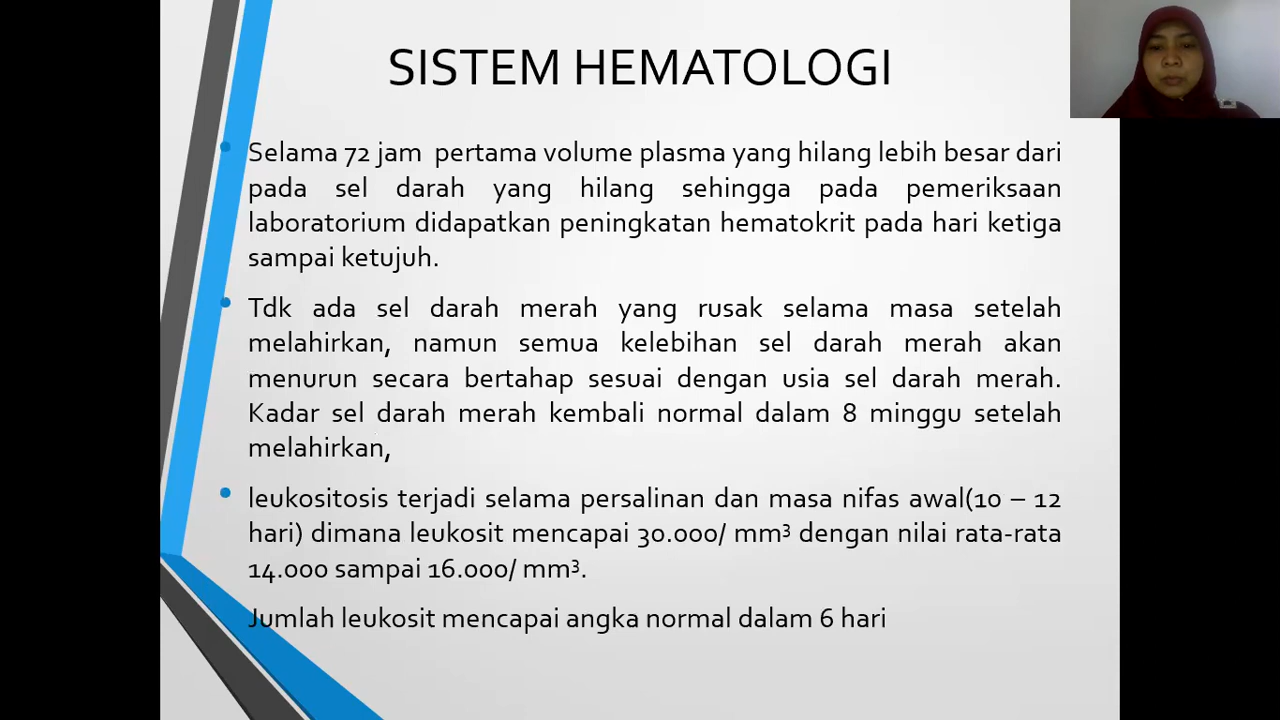 SISTEM HEMATOLOGI
• Selama 72 jam pertama volume plasma yang hilang lebih besar dari
pada sel darah yang hilang sehingga pada pemeriksaan
laboratorium didapatkan peningkatan hematokrit pada hari ketiga
sampai ketujuh.
• Tdk ada sel darah merah yang rusak selama masa setelah
melahirkan, namun semua kelebihan sel darah merah akan
menurun secara bertahap sesuai dengan usia sel darah merah.
Kadar sel darah merah kembali normal dalam 8 minggu setelah
melahirkan,
• leukositosis terjadi selama persalinan dan masa nifas awal(10 – 12
hari) dimana leukosit mencapai 30.000/ mm³ dengan nilai rata-rata
14.000 sampai 16.000/ mm³.
Jumlah leukosit mencapai angka normal dalam 6 hari